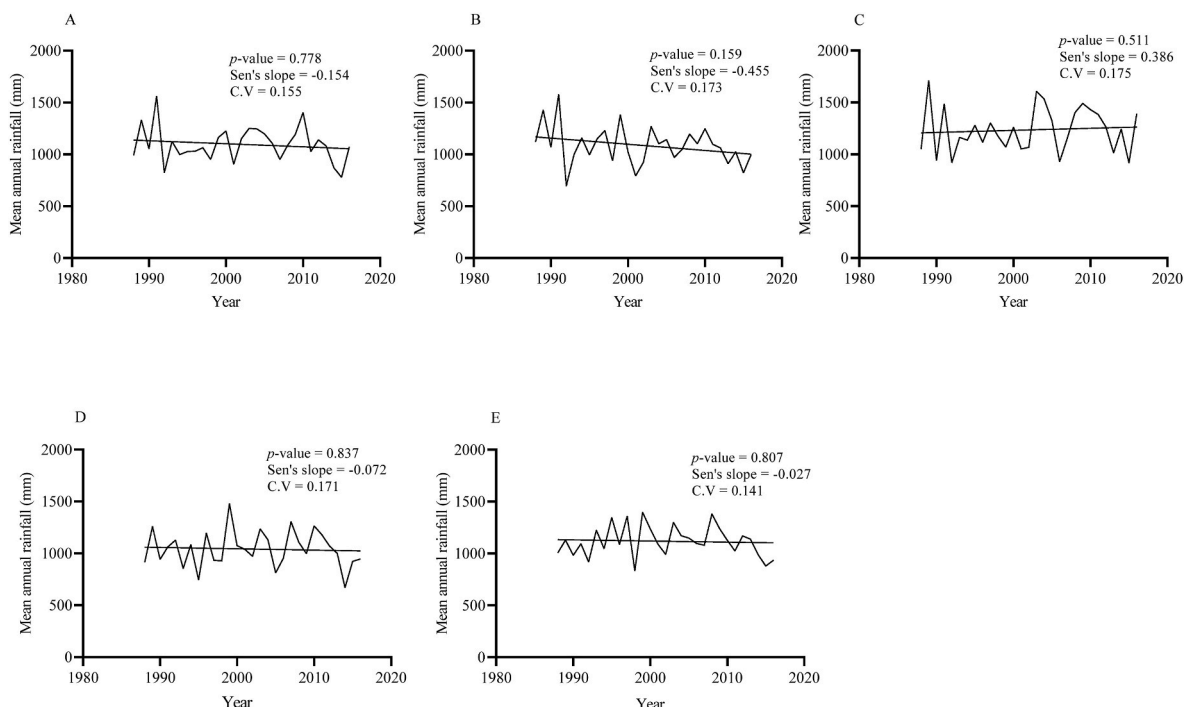 A
p-value = 0.778
Sen's slope = -0.154
C.V = 0.155
Mean annual rainfall (mm)
2000
1500
1000
500
0
1980 1990 2000 2010 2020
Year
B
p-value = 0.159
Sen's slope = -0.455
C.V = 0.173
Mean annual rainfall (mm)
2000
1500
1000
500
0
1980 1990 2000 2010 2020
Year
C
p-value = 0.511
Sen's slope = 0.386
C.V = 0.175
Mean annual rainfall (mm)
2000
1500
1000
500
0
1980 1990 2000 2010 2020
Year
D
p-value = 0.837
Sen's slope = -0.072
C.V = 0.171
Mean annual rainfall (mm)
2000
1500
1000
500
0
1980 1990 2000 2010 2020
Year
E
p-value = 0.807
Sen's slope = -0.027
C.V = 0.141
Mean annual rainfall (mm)
2000
1500
1000
500
0
1980 1990 2000 2010 2020
Year